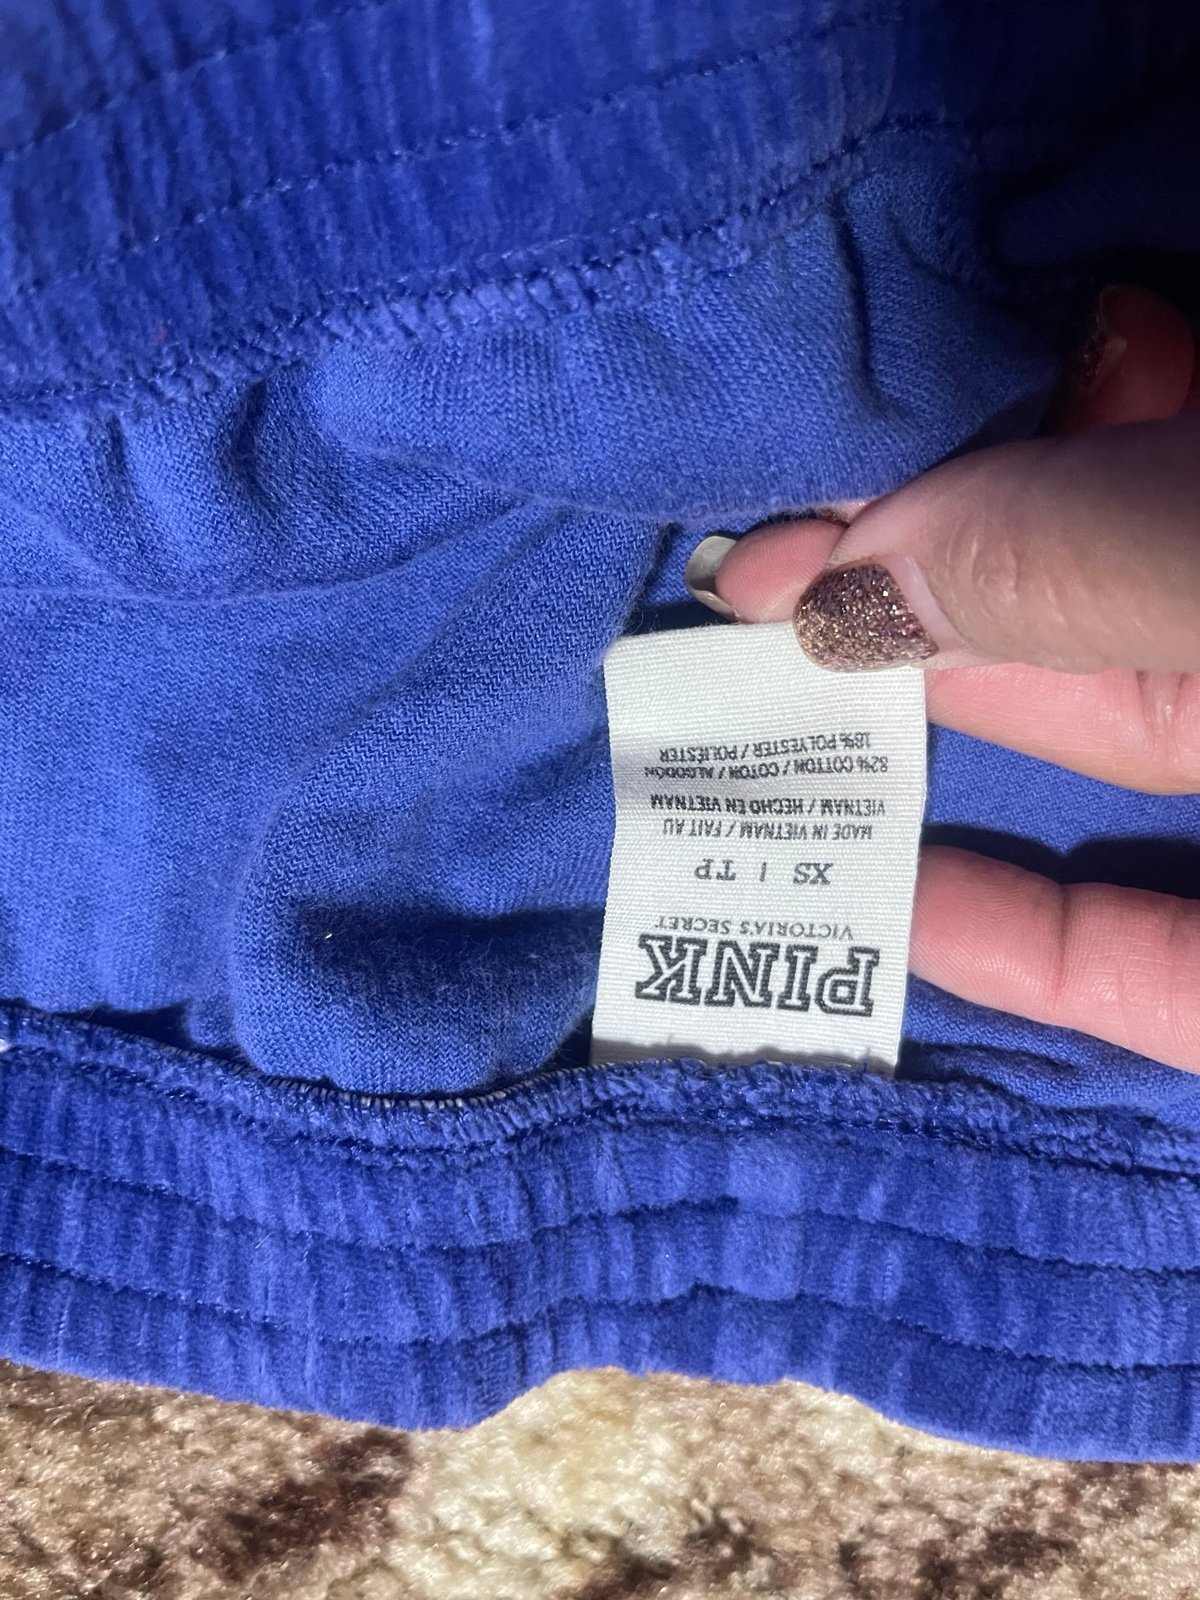 PINK
VICTORIA'S SECRET
XS | TP
MADE IN VIETNAM / FAIT AU
VIETNAM / HECHO EN VIETNAM
82% COTTON / COTON / ALGODÓN
18% POLYESTER / POLIÉSTER